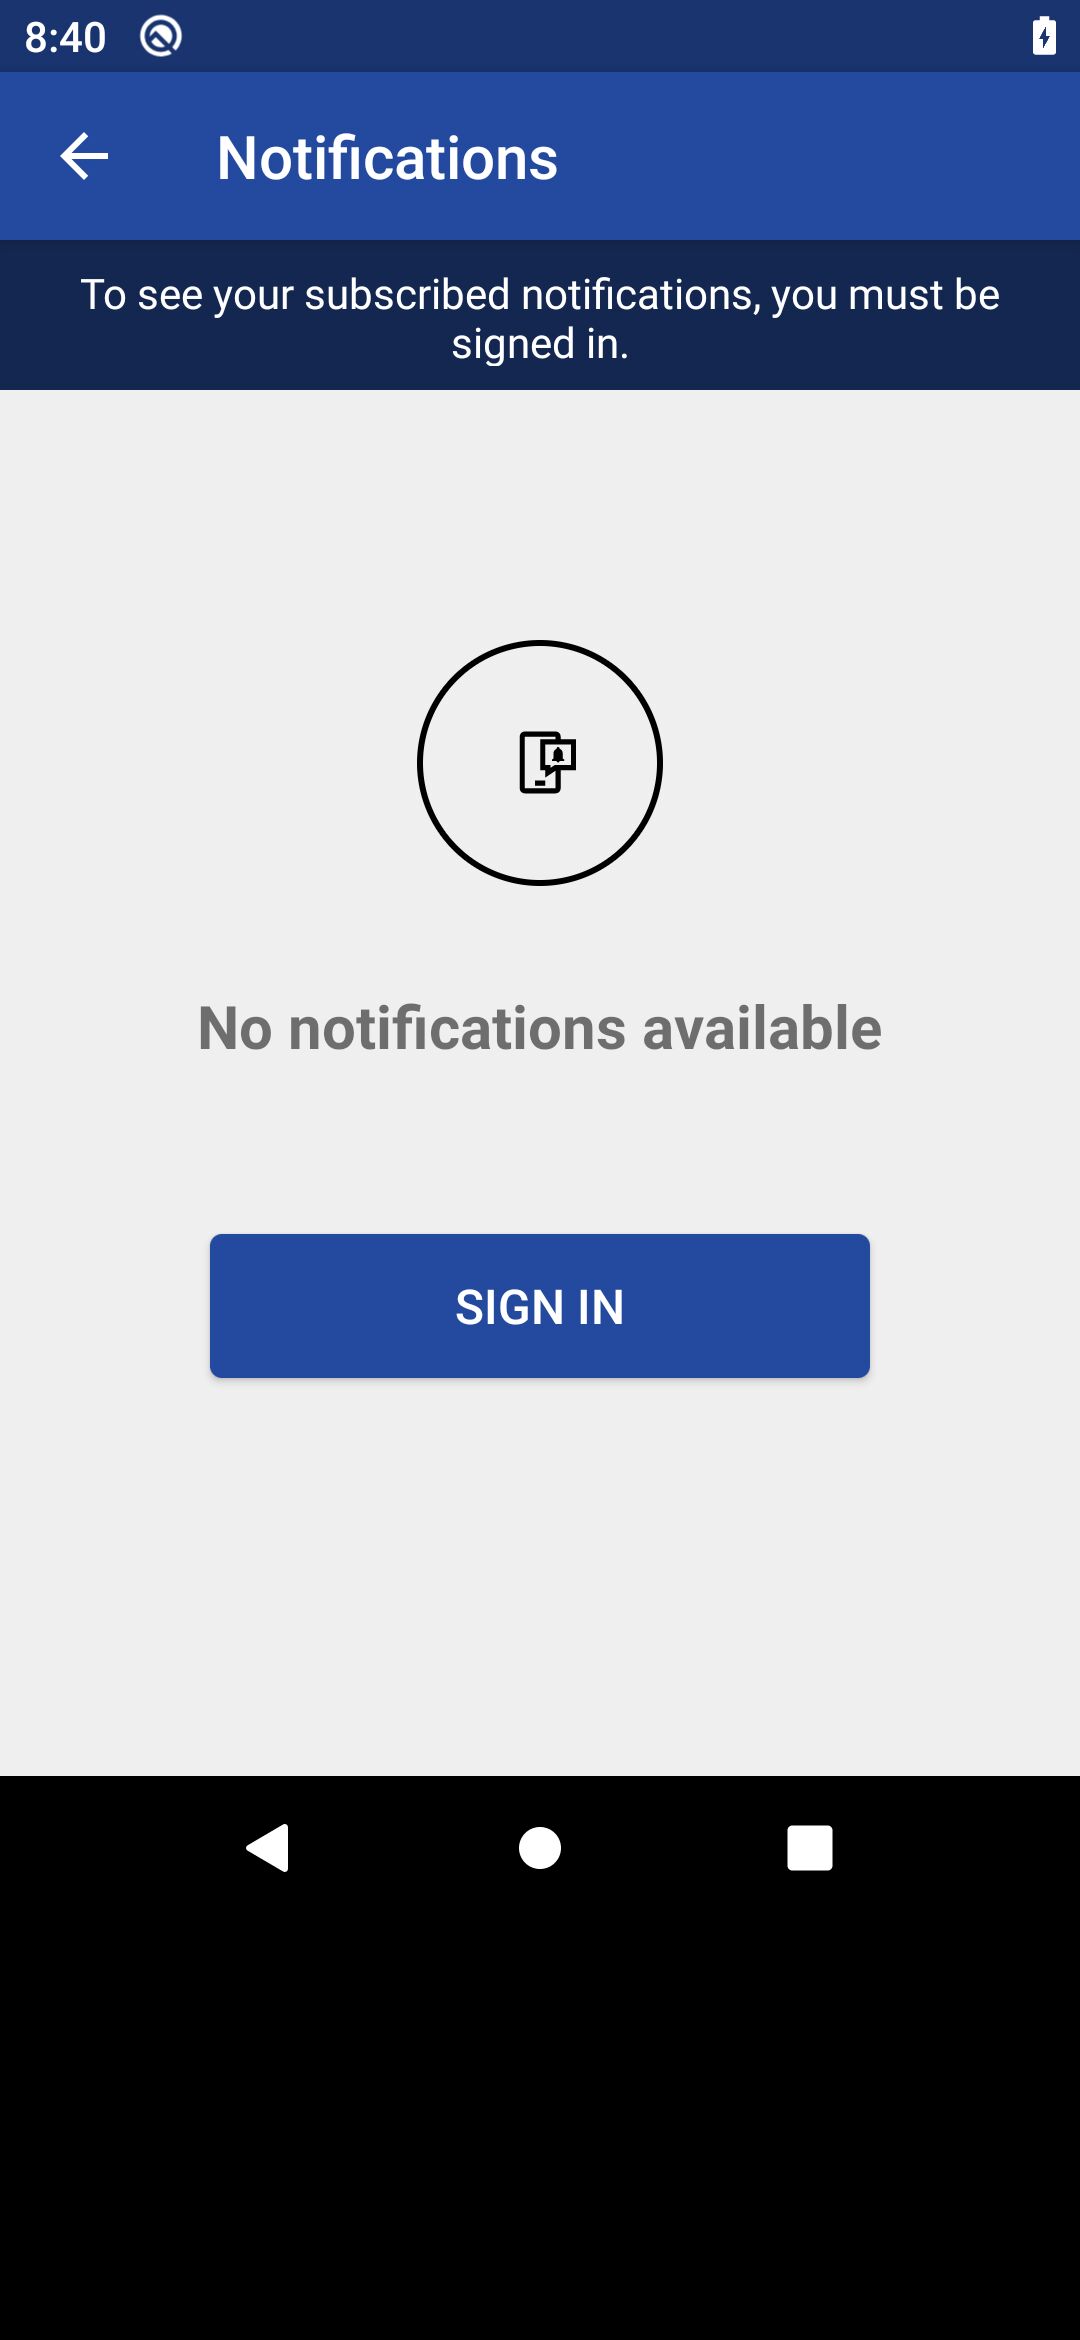 8:40
Notifications
To see your subscribed notifications, you must be
signed in.
No notifications available
SIGN IN